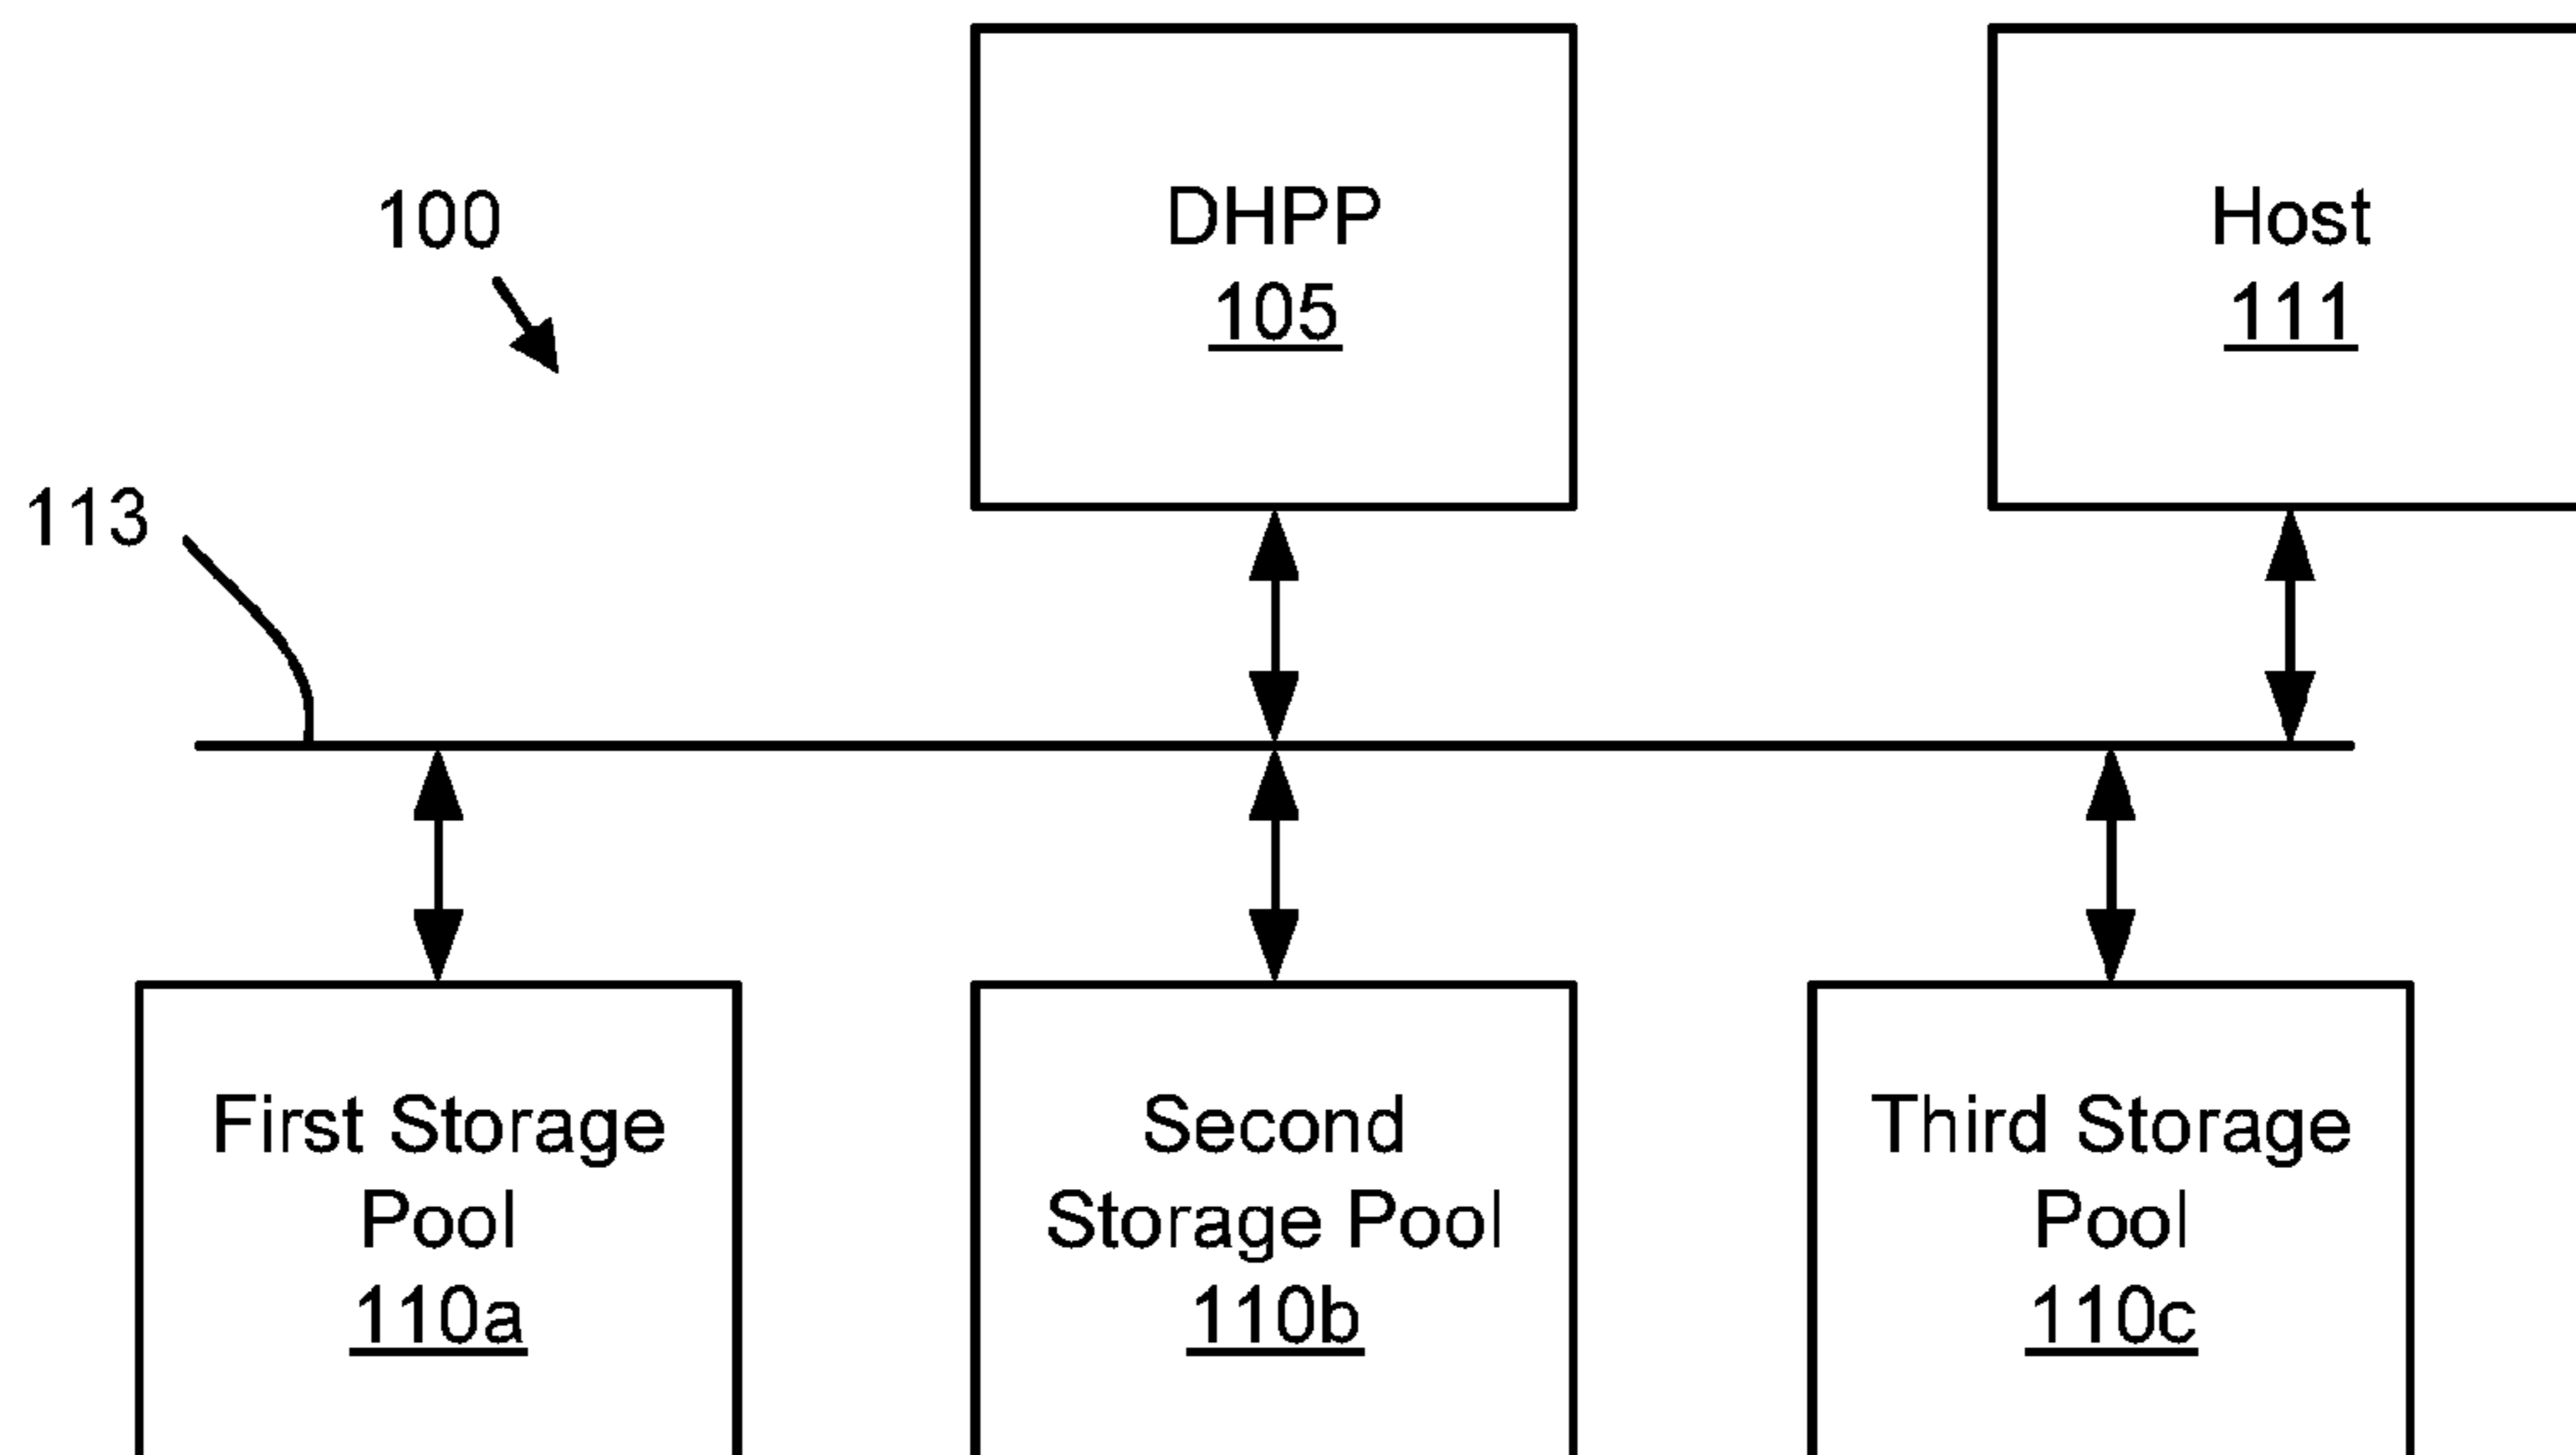 100
DHPP
105
Host
111
113
First Storage
Pool
110a
Second
Storage Pool
110b
Third Storage
Pool
110c